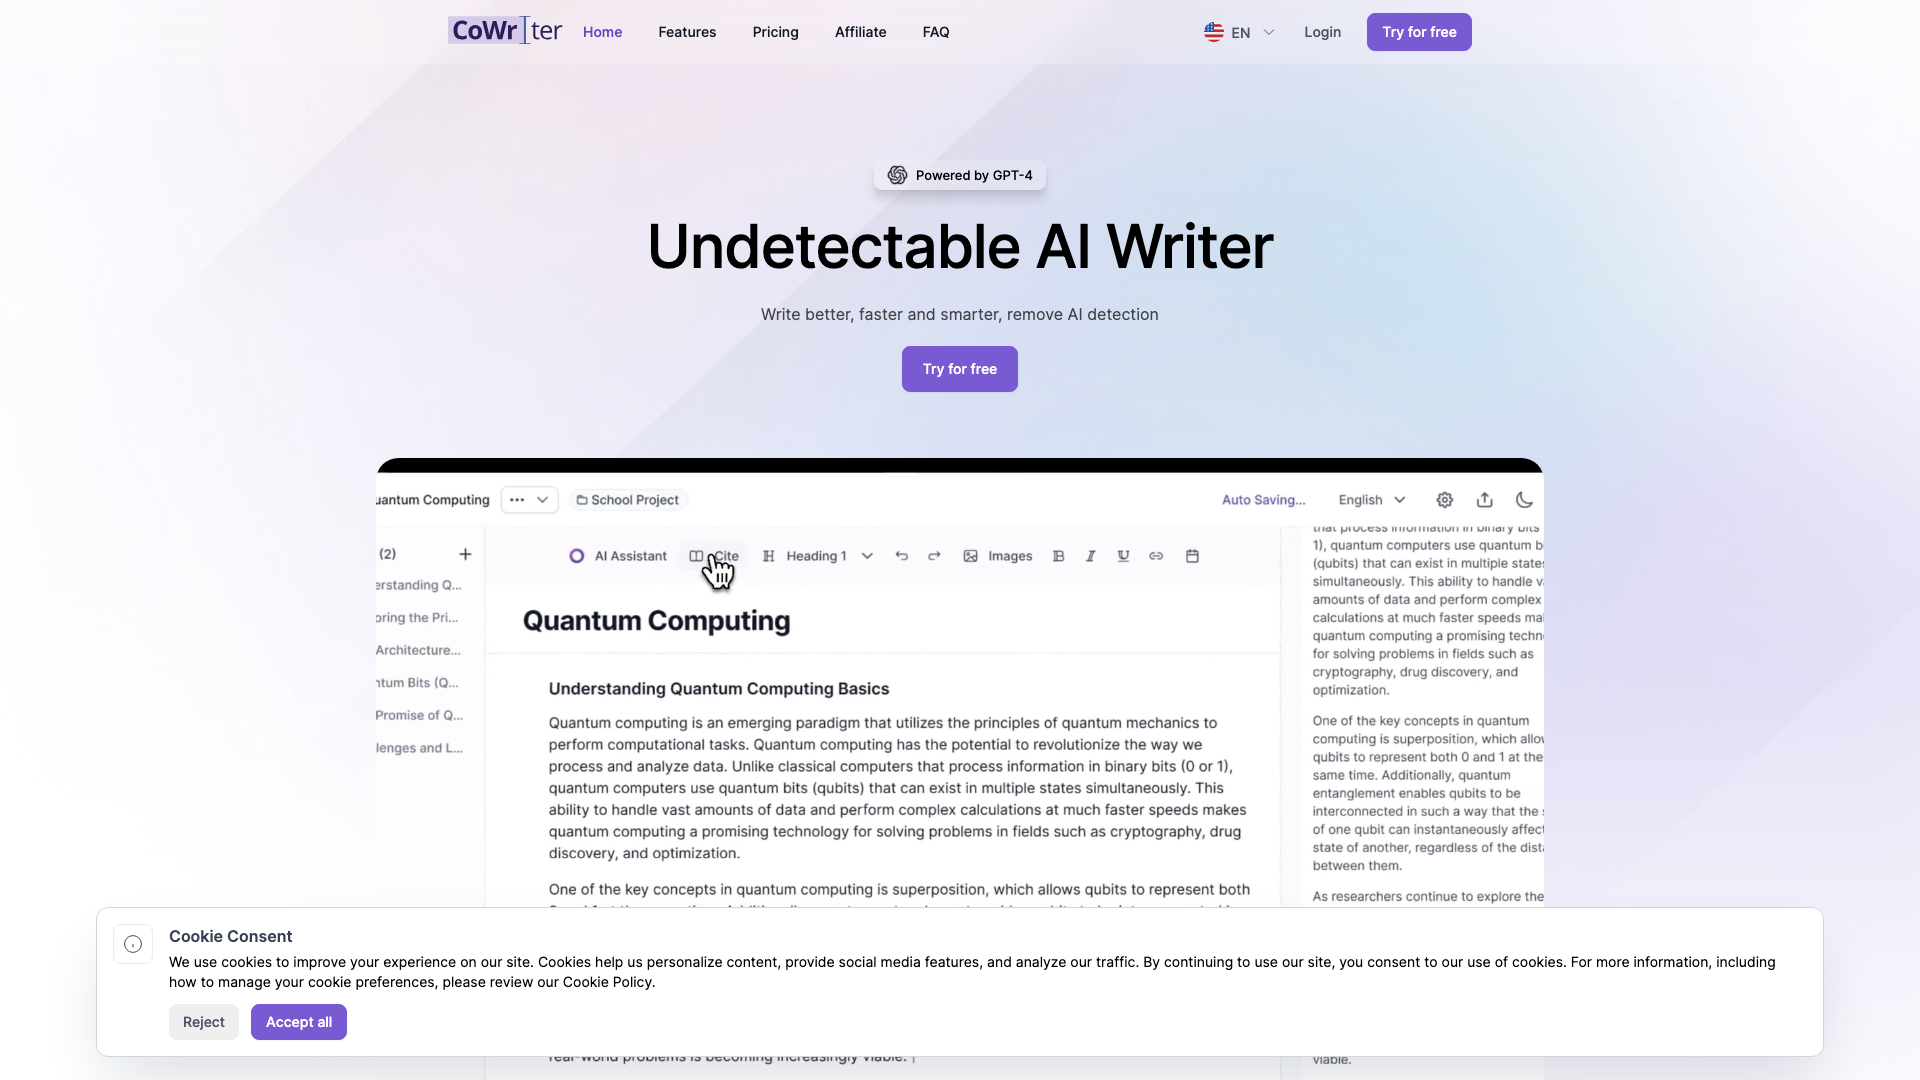 CoWriter
Home
Features
Pricing
Affiliate
FAQ
EN
Login
Try for free
Powered by GPT-4
Undetectable AI Writer
Write better, faster and smarter, remove AI detection
Try for free
uantum Computing
School Project
Auto Saving...
English
(2)
erstanding Q...
oring the Pri...
Architecture...
ntum Bits (Q...
Promise of Q...
lenges and L...
AI Assistant
Cite
Heading 1
Images
Quantum Computing
Understanding Quantum Computing Basics
Quantum computing is an emerging paradigm that utilizes the principles of quantum mechanics to
perform computational tasks. Quantum computing has the potential to revolutionize the way we
process and analyze data. Unlike classical computers that process information in binary bits (0 or 1),
quantum computers use quantum bits (qubits) that can exist in multiple states simultaneously. This
ability to handle vast amounts of data and perform complex calculations at much faster speeds makes
quantum computing a promising technology for solving problems in fields such as cryptography, drug
discovery, and optimization.
One of the key concepts in quantum computing is superposition, which allows qubits to represent both
real-world problems is becoming increasingly viable.
that process information in binary bits
1), quantum computers use quantum b
(qubits) that can exist in multiple state
simultaneously. This ability to handle v
amounts of data and perform complex
calculations at much faster speeds ma
quantum computing a promising techn
for solving problems in fields such as
cryptography, drug discovery, and
optimization.
One of the key concepts in quantum
computing is superposition, which allow
qubits to represent both 0 and 1 at the
same time. Additionally, quantum
entanglement enables qubits to be
interconnected in such a way that the s
of one qubit can instantaneously affect
state of another, regardless of the dista
between them.
As researchers continue to explore the
viable.
Cookie Consent
We use cookies to improve your experience on our site. Cookies help us personalize content, provide social media features, and analyze our traffic. By continuing to use our site, you consent to our use of cookies. For more information, including
how to manage your cookie preferences, please review our Cookie Policy.
Reject
Accept all